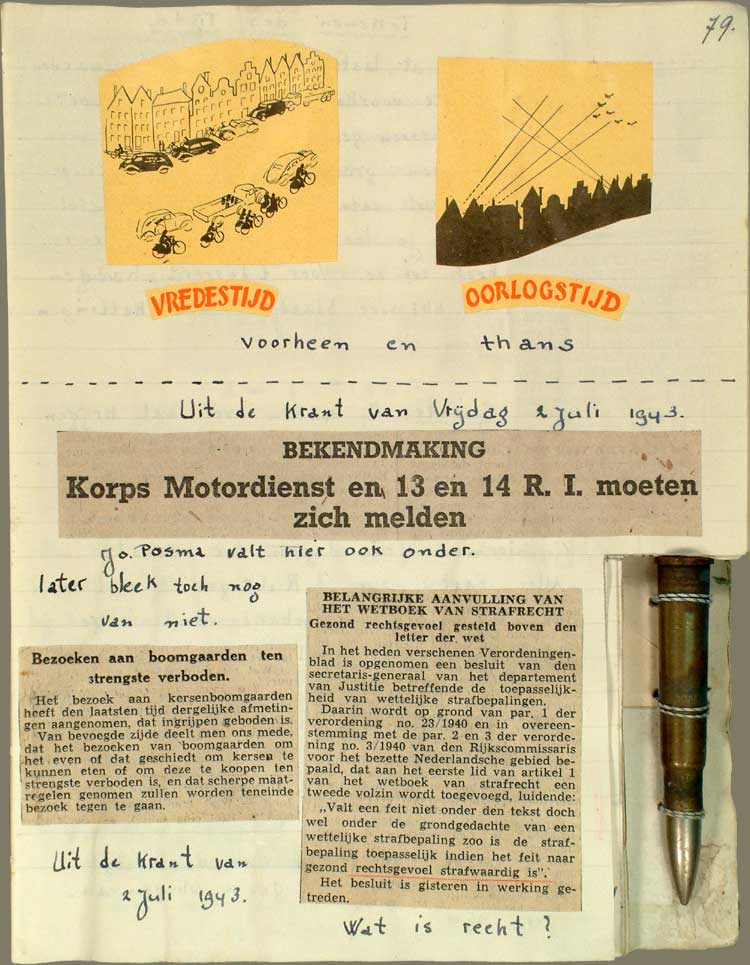 79.
VREDESTIJD
OORLOGSTIJD
voorheen en thans
Uit de Krant van Vrijdag 2 Juli 1943.
BEKENDMAKING
Korps Motordienst en 13 en 14 R. I. moeten
zich melden
Jo. Posma valt hier ook onder.
later bleek toch nog
van niet.
Bezoeken aan boomgaarden ten
strengste verboden.
Het bezoek aan kersenboomgaarden
heeft den laatsten tijd dergelijke afmetin-
gen aangenomen, dat ingrijpen geboden is.
Van bevoegde zijde deelt men ons mede,
dat het bezoeken van boomgaarden om
het even of dat geschiedt om kersen te
kunnen eten of om deze te koopen ten
strengste verboden is, en dat scherpe maat-
regelen genomen zullen worden teneinde
bezoek tegen te gaan.
Uit de Krant van
2 Juli 1943.
BELANGRIJKE AANVULLING VAN
HET WETBOEK VAN STRAFRECHT
Gezond rechtsgevoel gesteld boven den
letter der wet
In het heden verschenen Verordeningen-
blad is opgenomen een besluit van den
secretaris-generaal van het departement
van Justitie betreffende de toepasselijk-
heid van wettelijke strafbepalingen.
Daarin wordt op grond van par. 1 der
verordening no. 23/1940 en in overeen-
stemming met de par. 2 en 3 der verorde-
ning no. 3/1940 van den Rijkscommissaris
voor het bezette Nederlandsche gebied be-
paald, dat aan het eerste lid van artikel 1
van het wetboek van strafrecht een
tweede volzin wordt toegevoegd, luidende:
„Valt een feit niet onder den tekst doch
wel onder de grondgedachte van een
wettelijke strafbepaling zoo is de straf-
bepaling toepasselijk indien het feit naar
gezond rechtsgevoel strafwaardig is”.
Het besluit is gisteren in werking ge-
treden.
Wat is recht?